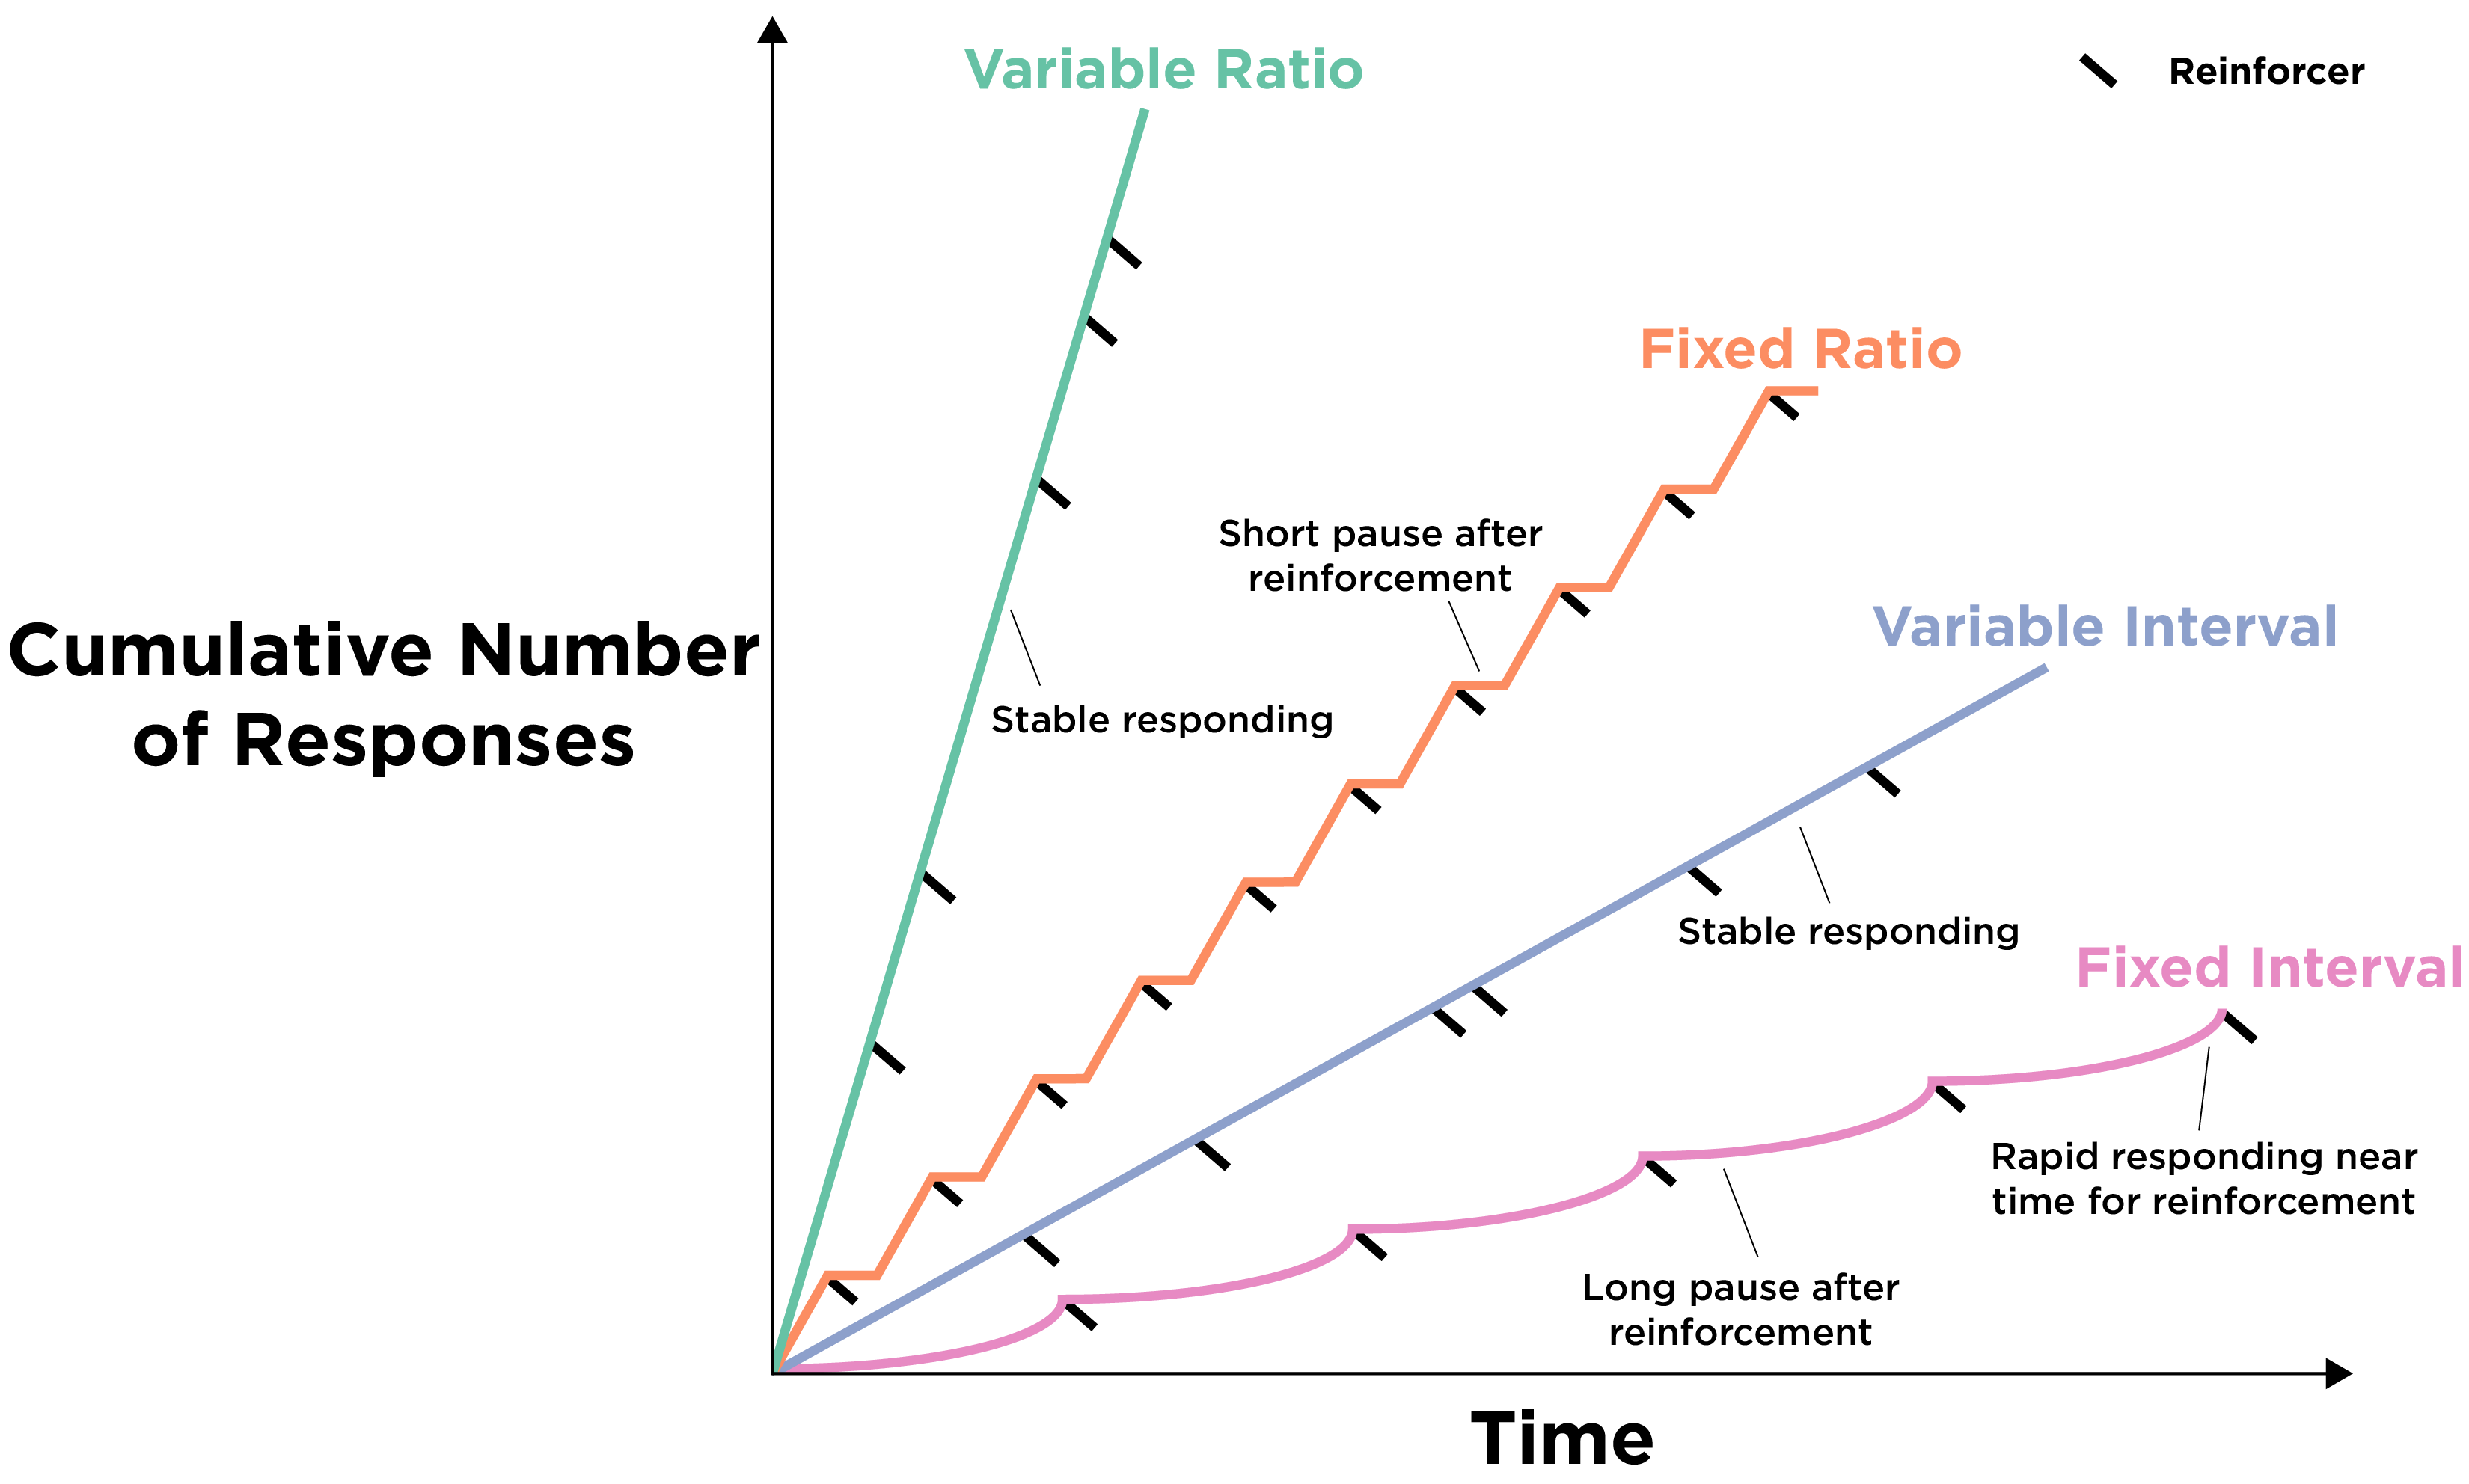 Variable Ratio
Reinforcer
Fixed Ratio
Short pause after
reinforcement
Variable Interval
Cumulative Number
of Responses
Stable responding
Stable responding
Fixed Interval
Rapid responding near
time for reinforcement
Long pause after
reinforcement
Time